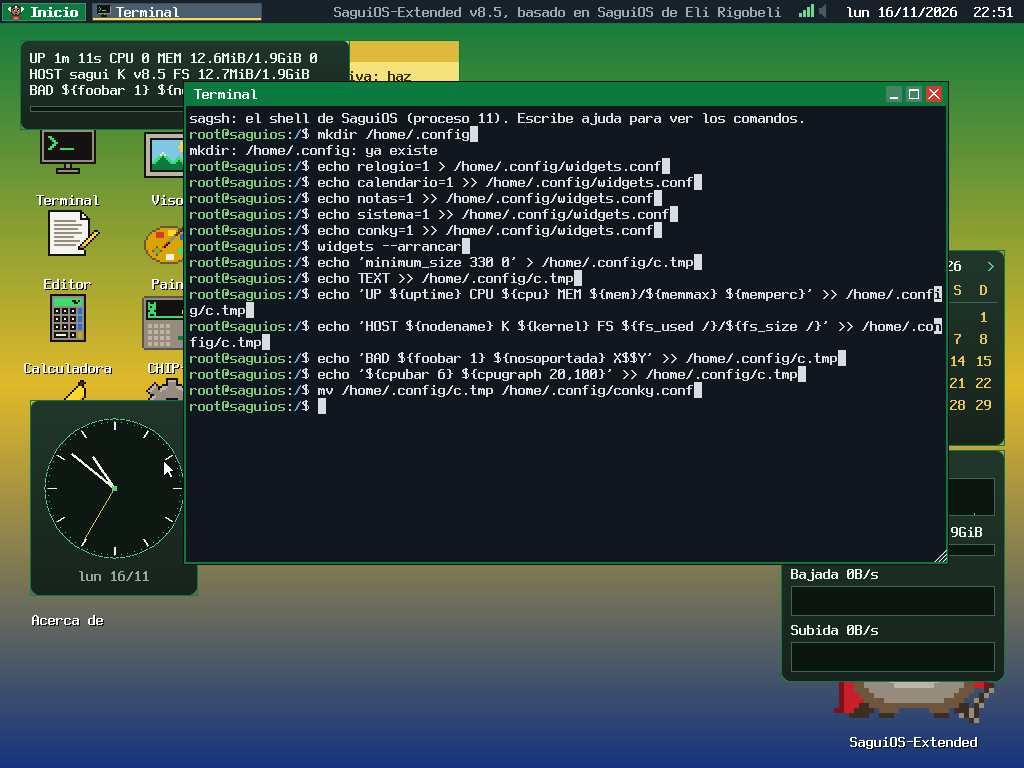 Inicio
Terminal
SaguiOS-Extended v8.5, basado en SaguiOS de Eli Rigobeli
lun 16/11/2026 22:51
UP 1m 11s CPU 0 MEM 12.6MiB/1.9GiB 0
HOST sagui K v8.5 FS 12.7MiB/1.9GiB
BAD ${foobar 1}
iva: haz
Terminal
sagsh: el shell de SaguiOS (proceso 11). Escribe ayuda para ver los comandos.
root@saguios:/$ mkdir /home/.config
mkdir: /home/.config: ya existe
root@saguios:/$ echo relogio=1 > /home/.config/widgets.conf
root@saguios:/$ echo calendario=1 >> /home/.config/widgets.conf
root@saguios:/$ echo notas=1 >> /home/.config/widgets.conf
root@saguios:/$ echo sistema=1 >> /home/.config/widgets.conf
root@saguios:/$ echo conky=1 >> /home/.config/widgets.conf
root@saguios:/$ widgets --arrancar
root@saguios:/$ echo 'minimum_size 330 0' > /home/.config/c.tmp
root@saguios:/$ echo TEXT >> /home/.config/c.tmp
root@saguios:/$ echo 'UP ${uptime} CPU ${cpu} MEM ${mem}/${memmax} ${memperc}' >> /home/.confi
g/c.tmp
root@saguios:/$ echo 'HOST ${nodename} K ${kernel} FS ${fs_used /}/${fs_size /}' >> /home/.con
fig/c.tmp
root@saguios:/$ echo 'BAD ${foobar 1} ${nosoportada} X$$Y' >> /home/.config/c.tmp
root@saguios:/$ echo '${cpubar 6} ${cpugraph 20,100}' >> /home/.config/c.tmp
root@saguios:/$ mv /home/.config/c.tmp /home/.config/conky.conf
root@saguios:/$
Terminal
Viso
Editor
Pain
Calculadora
CHIP-
lun 16/11
Acerca de
26 >
S D
1
7 8
14 15
21 22
28 29
9GiB
Bajada 0B/s
Subida 0B/s
SaguiOS-Extended